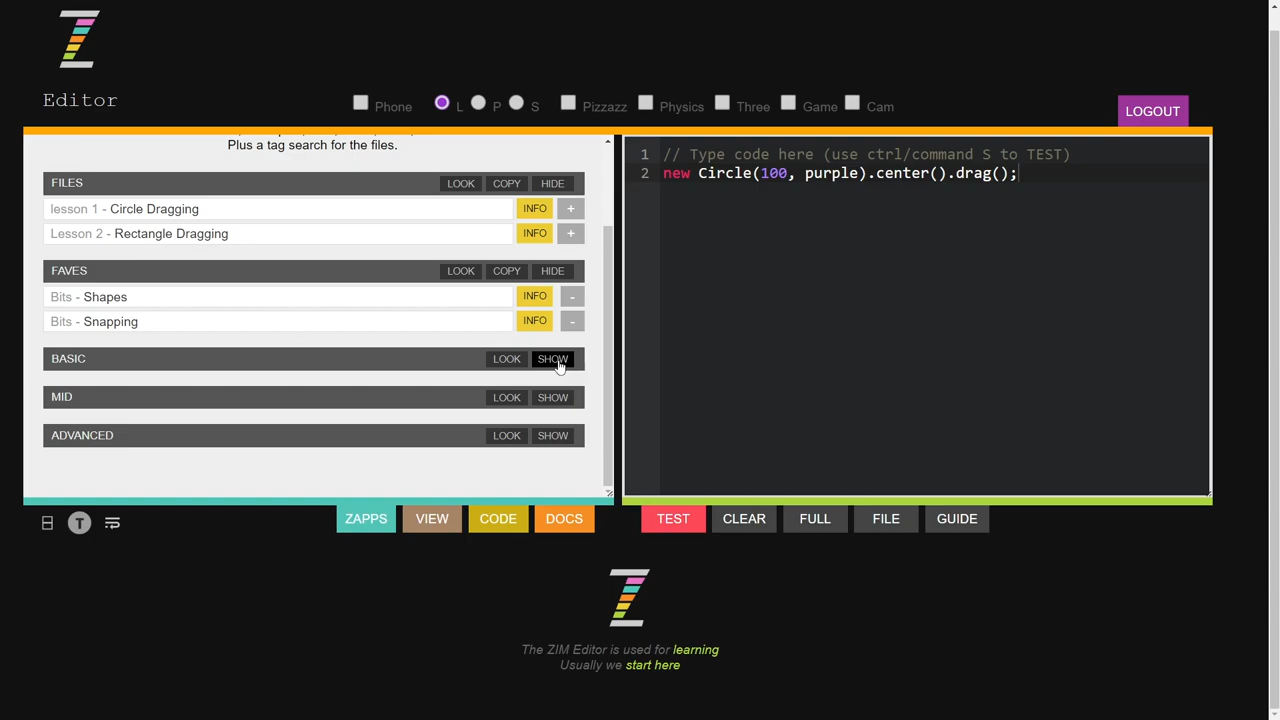 Editor
Phone L P S Pizzazz Physics Three Game Cam
LOGOUT
Plus a tag search for the files.
FILES LOOK COPY HIDE
lesson 1 - Circle Dragging INFO +
Lesson 2 - Rectangle Dragging INFO +
FAVES LOOK COPY HIDE
Bits - Shapes INFO -
Bits - Snapping INFO -
BASIC LOOK SHOW
MID LOOK SHOW
ADVANCED LOOK SHOW
1 // Type code here (use ctrl/command S to TEST)
2 new Circle(100, purple).center().drag();
T ZAPPS VIEW CODE DOCS
TEST CLEAR FULL FILE GUIDE
The ZIM Editor is used for learning
Usually we start here